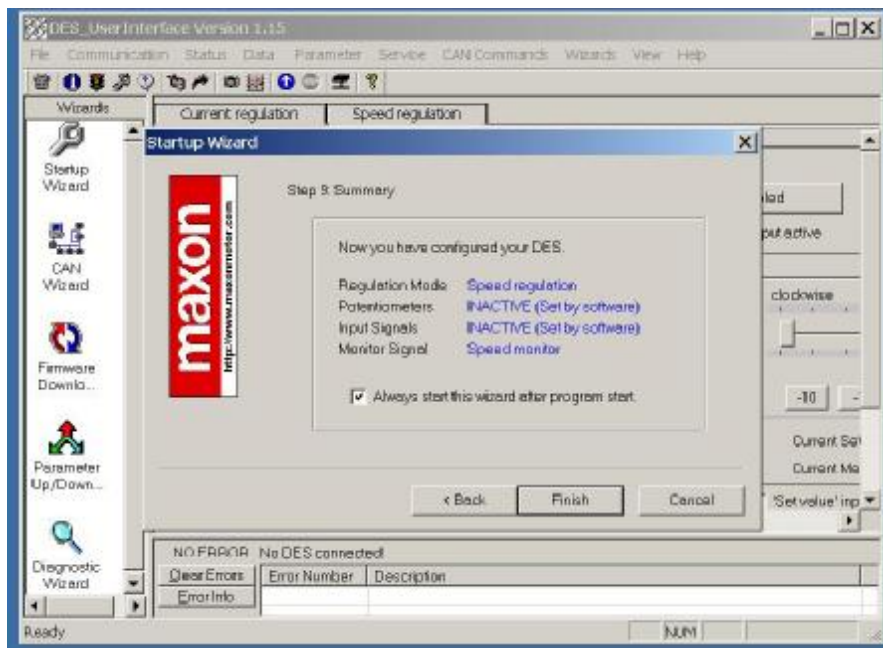 DES_UserInterface Version 1.15
File Communication Status Data Parameter Service CAN Commands Wizards View Help
Wizards
Current regulation Speed regulation
Startup Wizard
Startup
Wizard
CAN
Wizard
Firmware
Downlo...
Parameter
Up/Down...
Diagnostic
Wizard
maxon
http://www.maxonmotor.com
Step 9: Summary
Now you have configured your DES.
Regulation Mode Speed regulation
Potentiometers INACTIVE (Set by software)
Input Signals INACTIVE (Set by software)
Monitor Signal Speed monitor
Always start this wizard after program start.
< Back Finish Cancel
put active
clockwise
-10 -
Current Set
Current Me
'Set value' inp
NO ERROR No DES connected!
Clear Errors Error Number Description
Error Info
Ready NUM